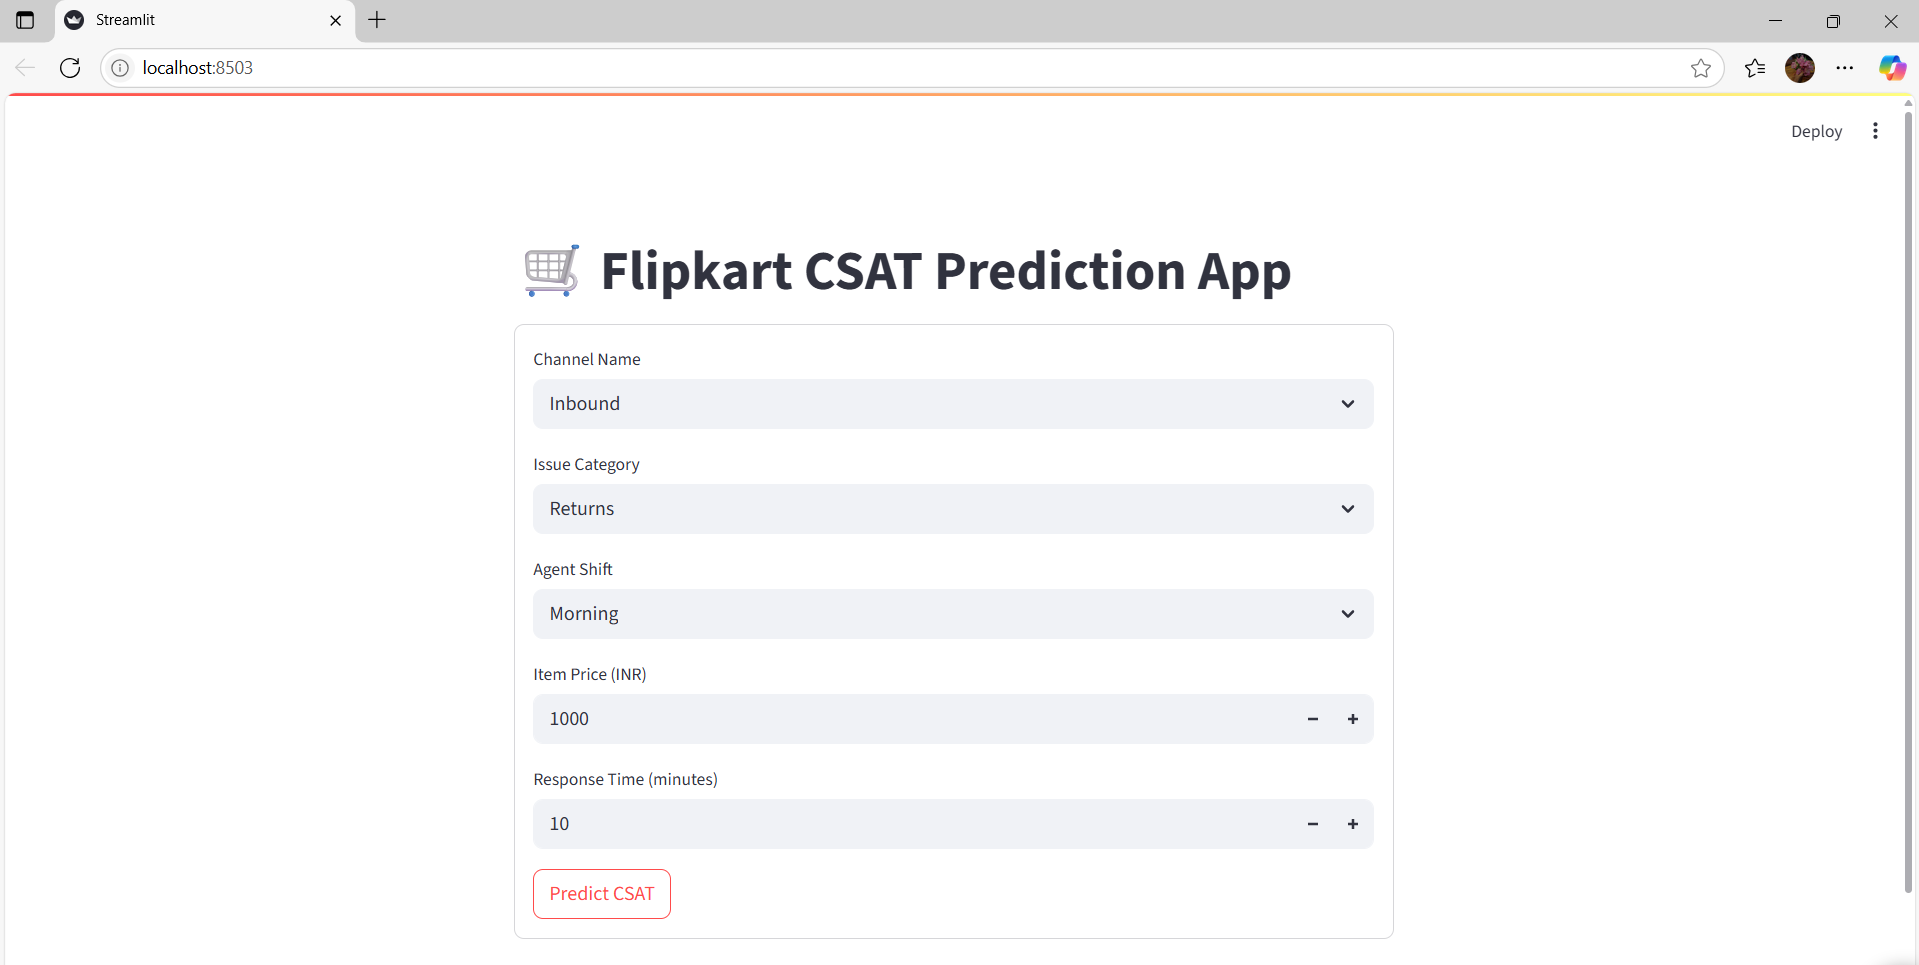 Streamlit
localhost:8503
Deploy
Flipkart CSAT Prediction App
Channel Name
Inbound
Issue Category
Returns
Agent Shift
Morning
Item Price (INR)
1000
Response Time (minutes)
10
Predict CSAT